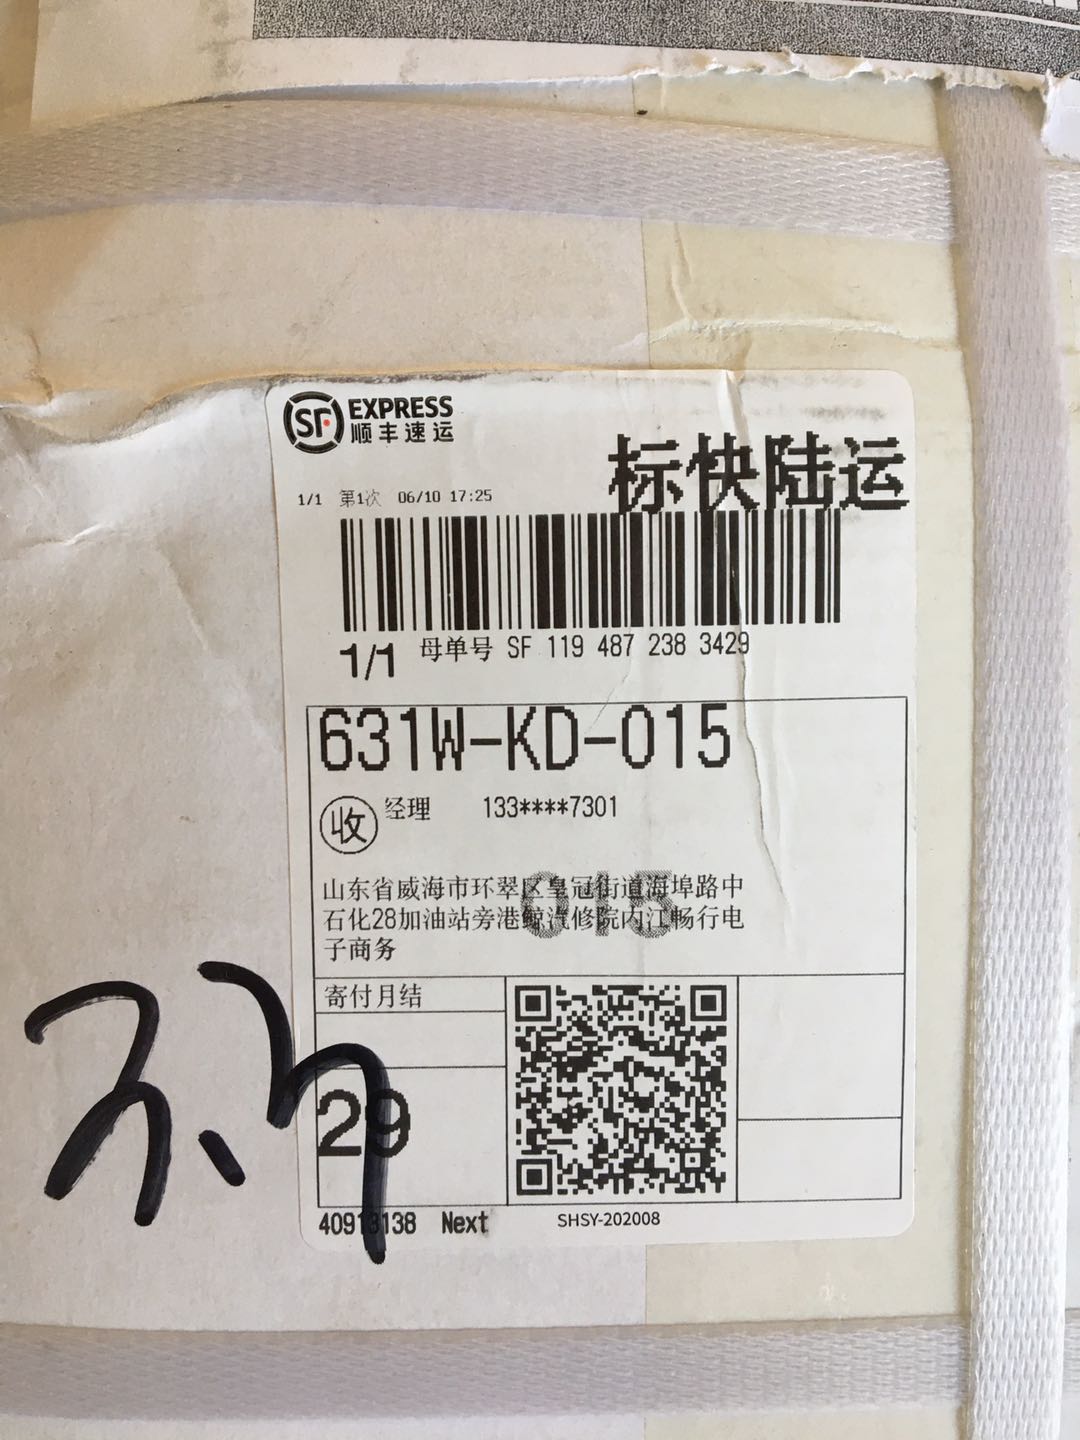 SF EXPRESS
顺丰速运
标快陆运
1/1 第1次 06/10 17:25
1/1 母单号 SF 119 487 238 3429
631W-KD-015
收 经理 133****7301
015
山东省威海市环翠区皇冠街道海埠路中
石化28加油站旁港鲸汽修院内江畅行电
子商务
寄付月结
29
40913138 Next SHSY-202008